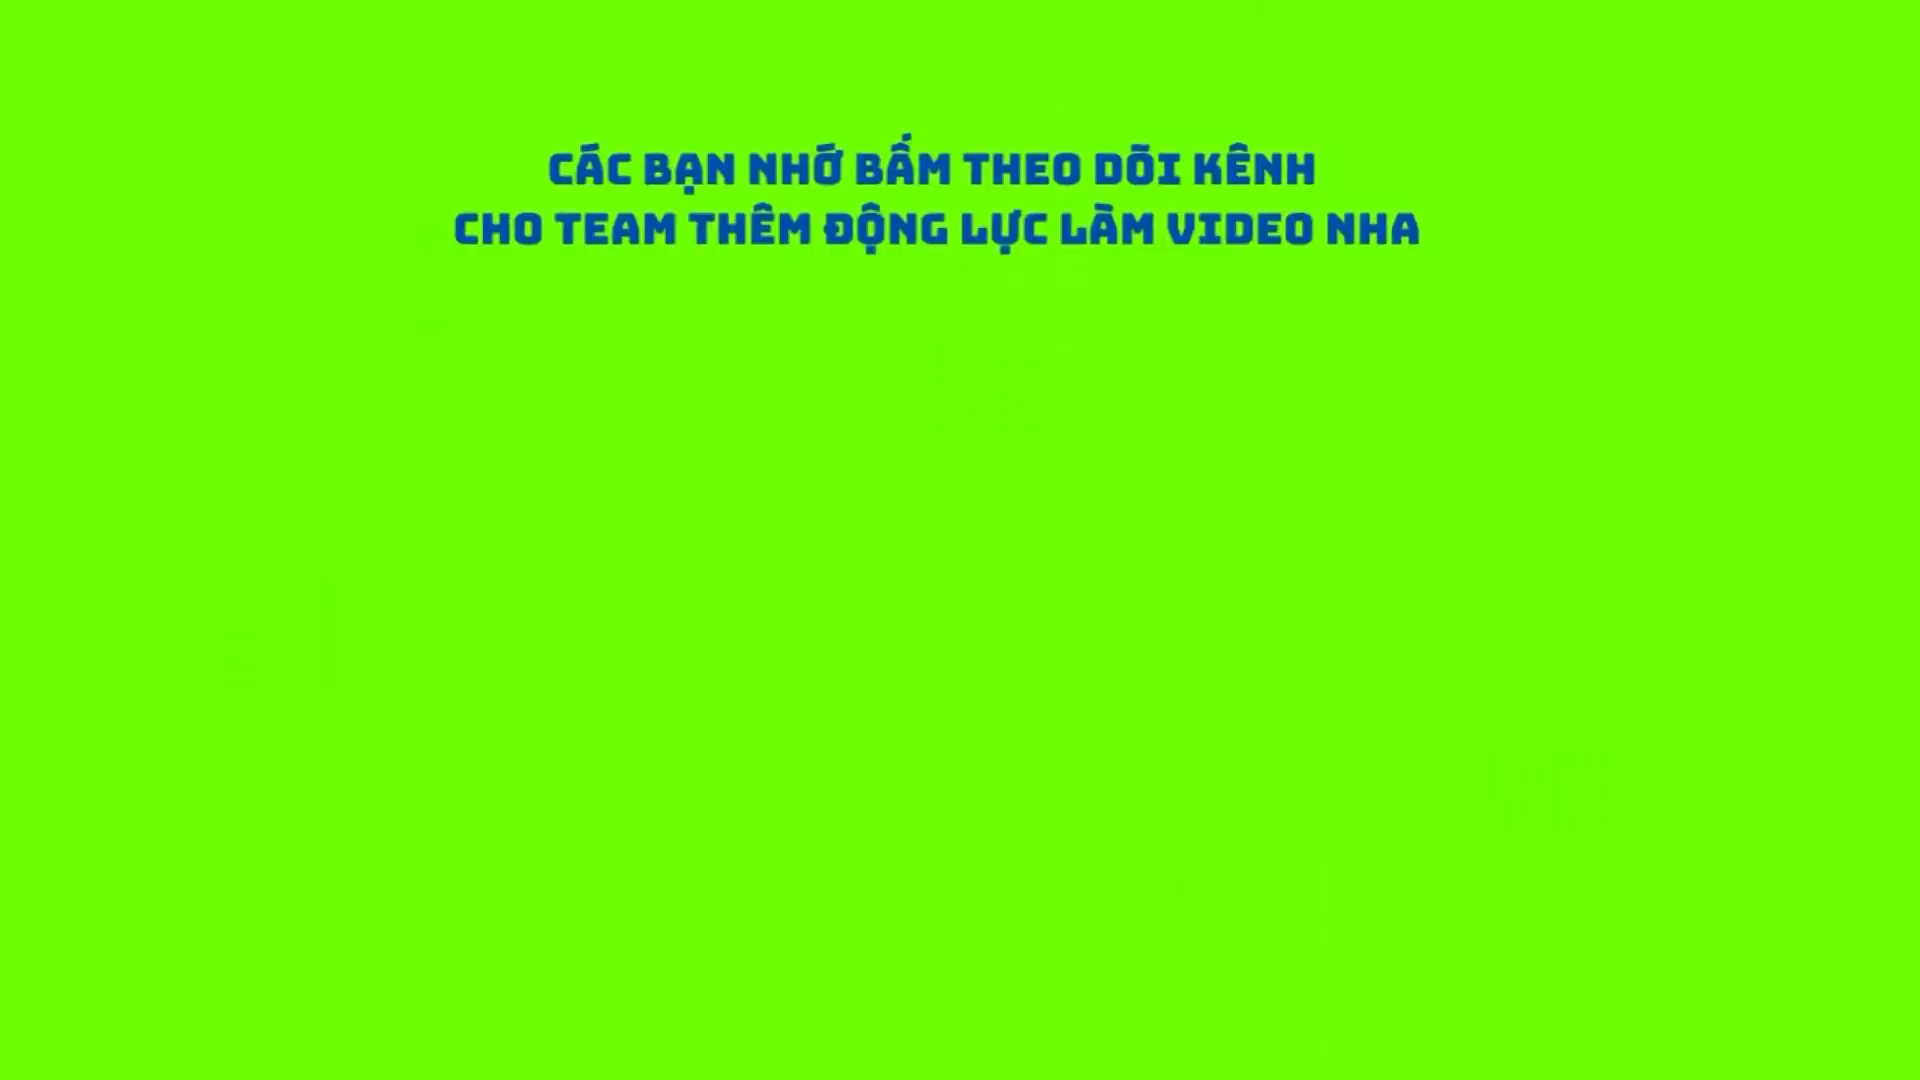 CÁC BẠN NHỚ BẤM THEO DÕI KÊNH
CHO TEAM THÊM ĐỘNG LỰC LÀM VIDEO NHA